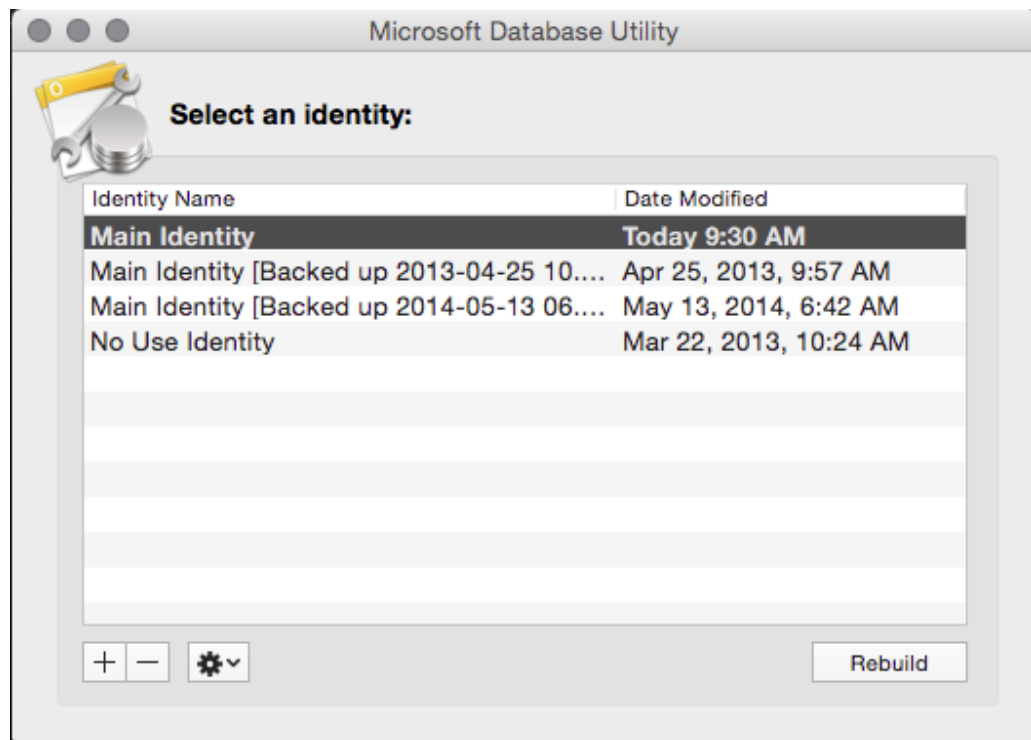 Microsoft Database Utility
Select an identity:
Identity Name Date Modified
Main Identity Today 9:30 AM
Main Identity [Backed up 2013-04-25 10.... Apr 25, 2013, 9:57 AM
Main Identity [Backed up 2014-05-13 06.... May 13, 2014, 6:42 AM
No Use Identity Mar 22, 2013, 10:24 AM
Rebuild